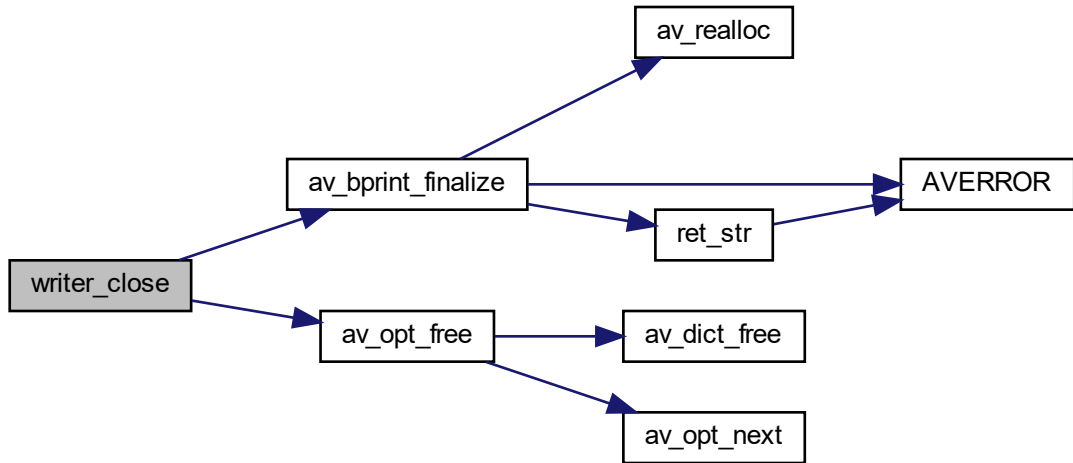 av_realloc
av_bprint_finalize
AVERROR
ret_str
writer_close
av_opt_free
av_dict_free
av_opt_next